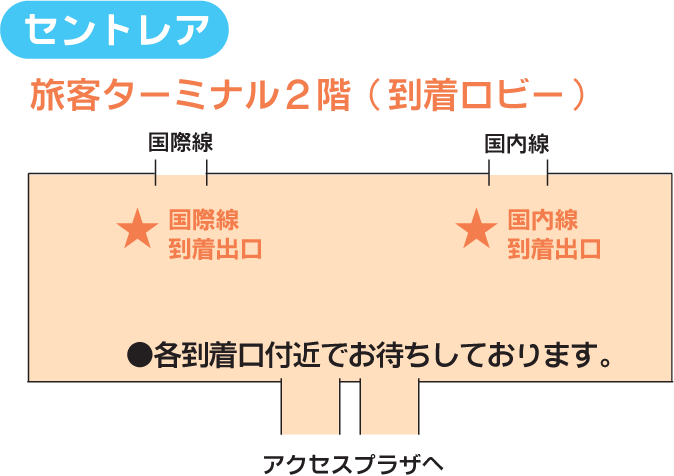 セントレア
旅客ターミナル２階（到着ロビー）
国際線
国内線
★国際線
到着出口
★国内線
到着出口
●各到着口付近でお待ちしております。
アクセスプラザへ